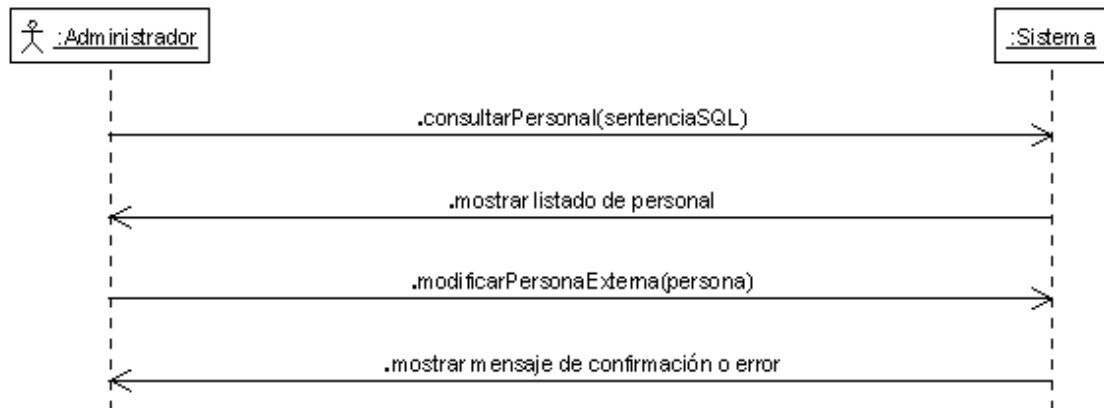 :Administrador
:Sistema
.consultarPersonal(sentenciaSQL)
.mostrar listado de personal
.modificarPersonaExterna(persona)
.mostrar mensaje de confirmación o error